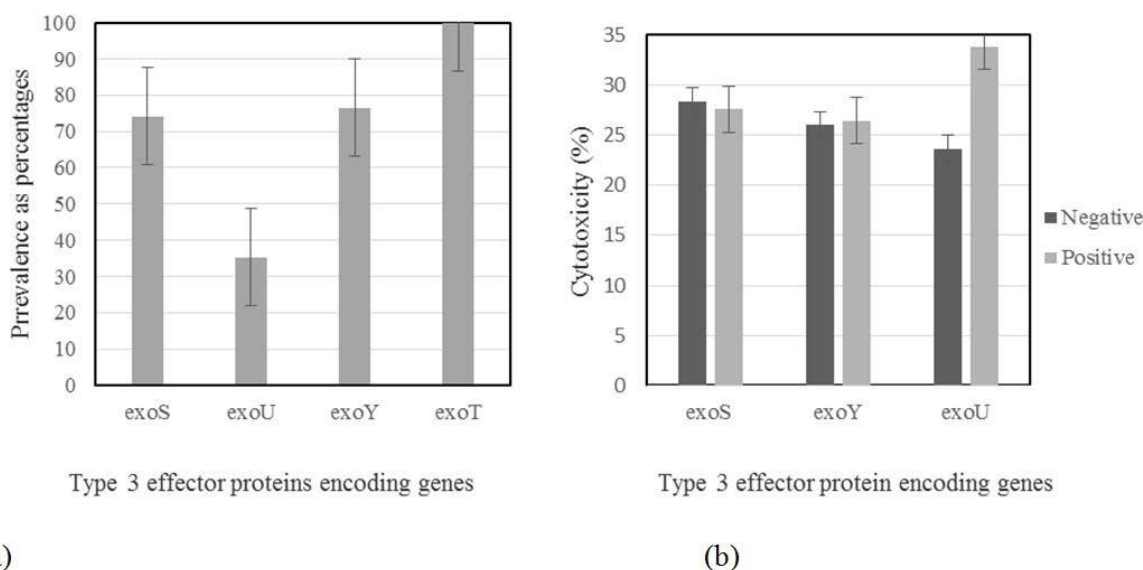 100
90
80
70
60
50
40
30
20
10
0
Prrevalence as percentages
exoS exoU exoY exoT
Type 3 effector proteins encoding genes
35
30
25
20
15
10
5
0
Cytotoxicity (%)
exoS exoY exoU
Negative
Positive
Type 3 effector protein encoding genes
)
(b)